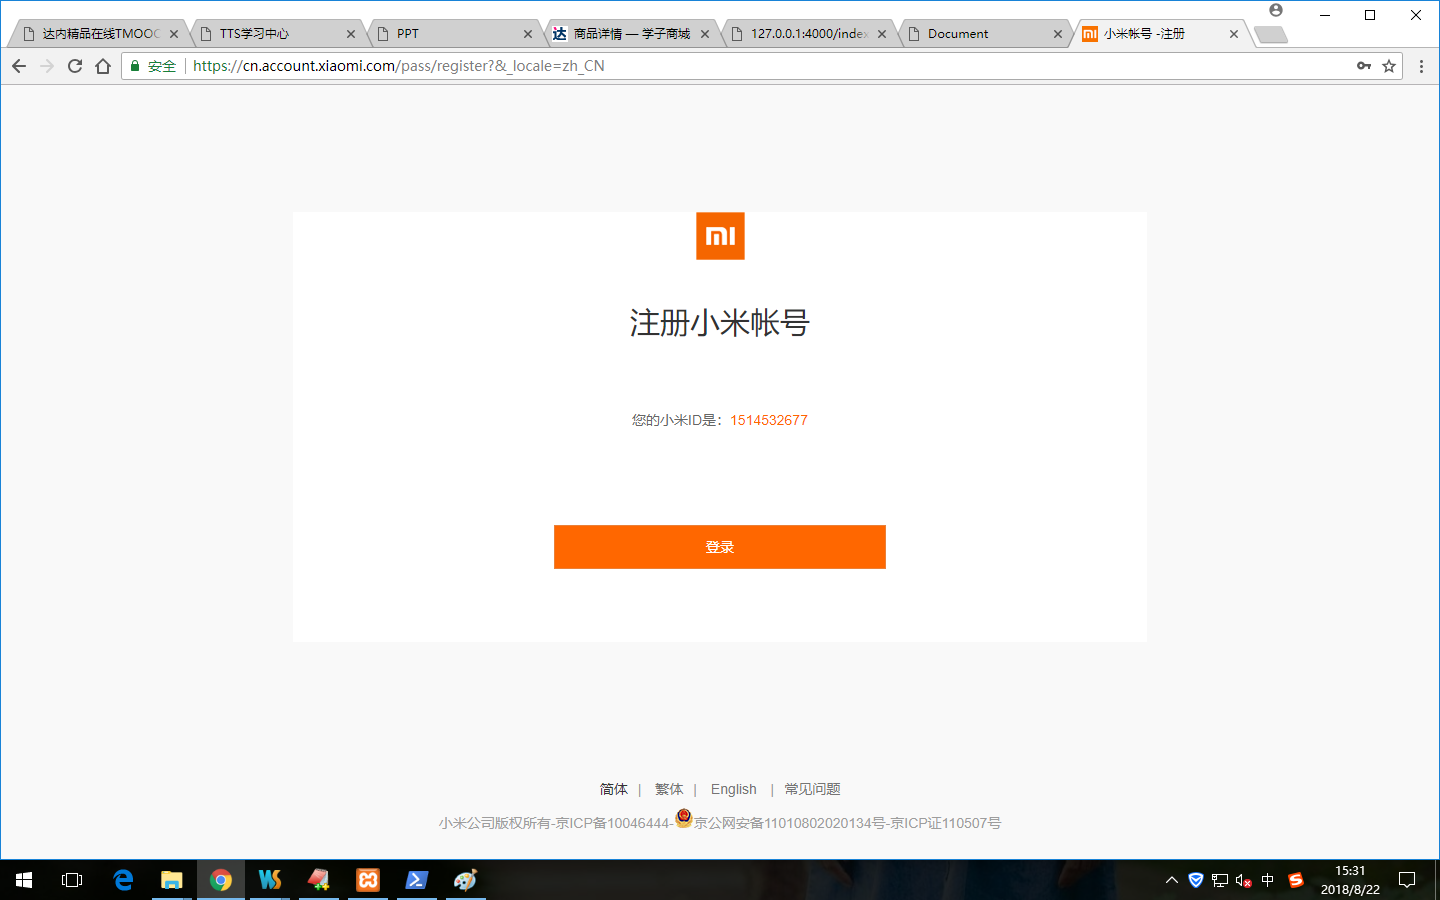 达内精品在线TMOOC
TTS学习中心
PPT
达 商品详情 — 学子商城
127.0.0.1:4000/index
Document
小米帐号 -注册
安全 https://cn.account.xiaomi.com/pass/register?&_locale=zh_CN
注册小米帐号
您的小米ID是：1514532677
登录
简体 | 繁体 | English | 常见问题
小米公司版权所有-京ICP备10046444-京公网安备11010802020134号-京ICP证110507号
中
15:31
2018/8/22